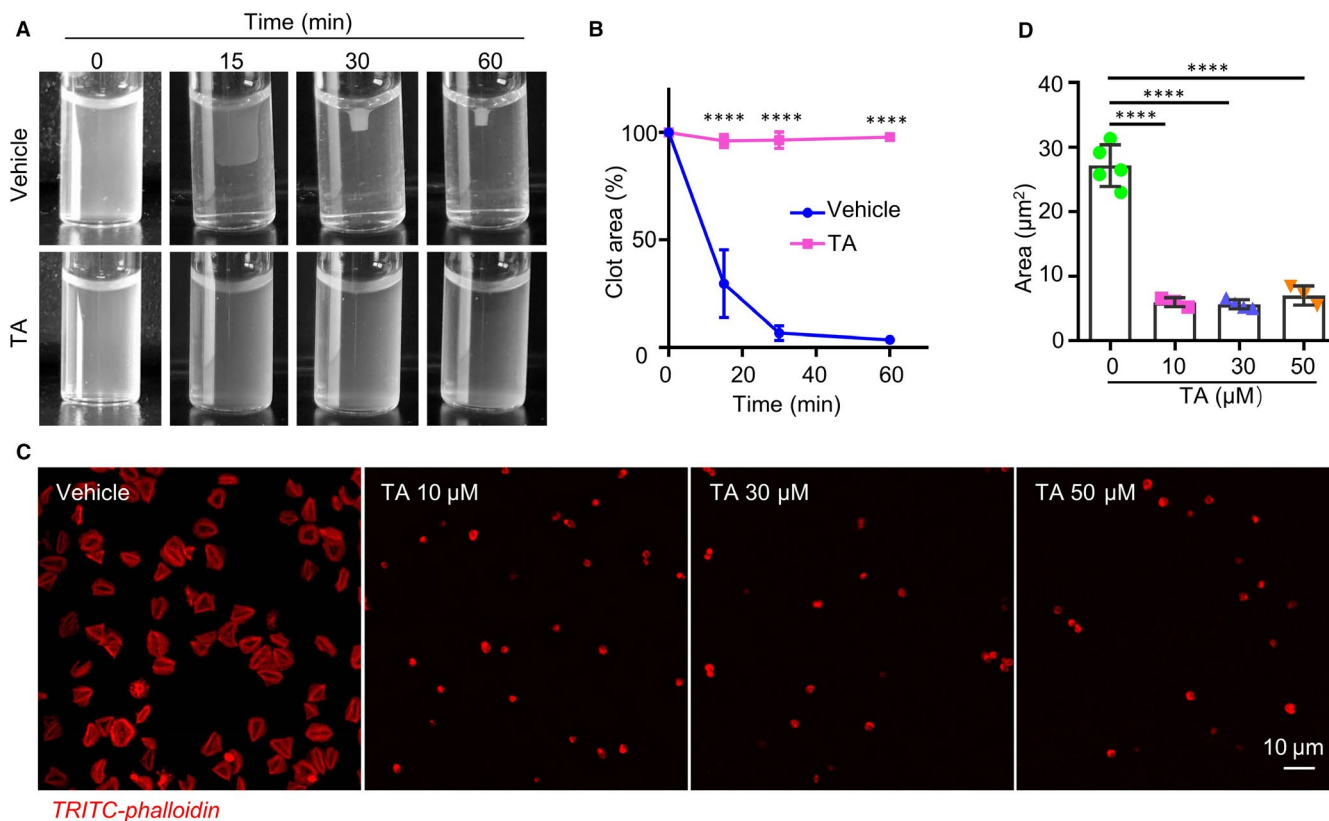 A
Time (min)
0 15 30 60
Vehicle
TA
B
100
50
0
**** **** ****
Vehicle
TA
Clot area (%)
0 20 40 60
Time (min)
D
****
****
****
40
30
20
10
0
Area (µm²)
0 10 30 50
TA (µM)
C
Vehicle
TA 10 µM
TA 30 µM
TA 50 µM
10 µm
TRITC-phalloidin